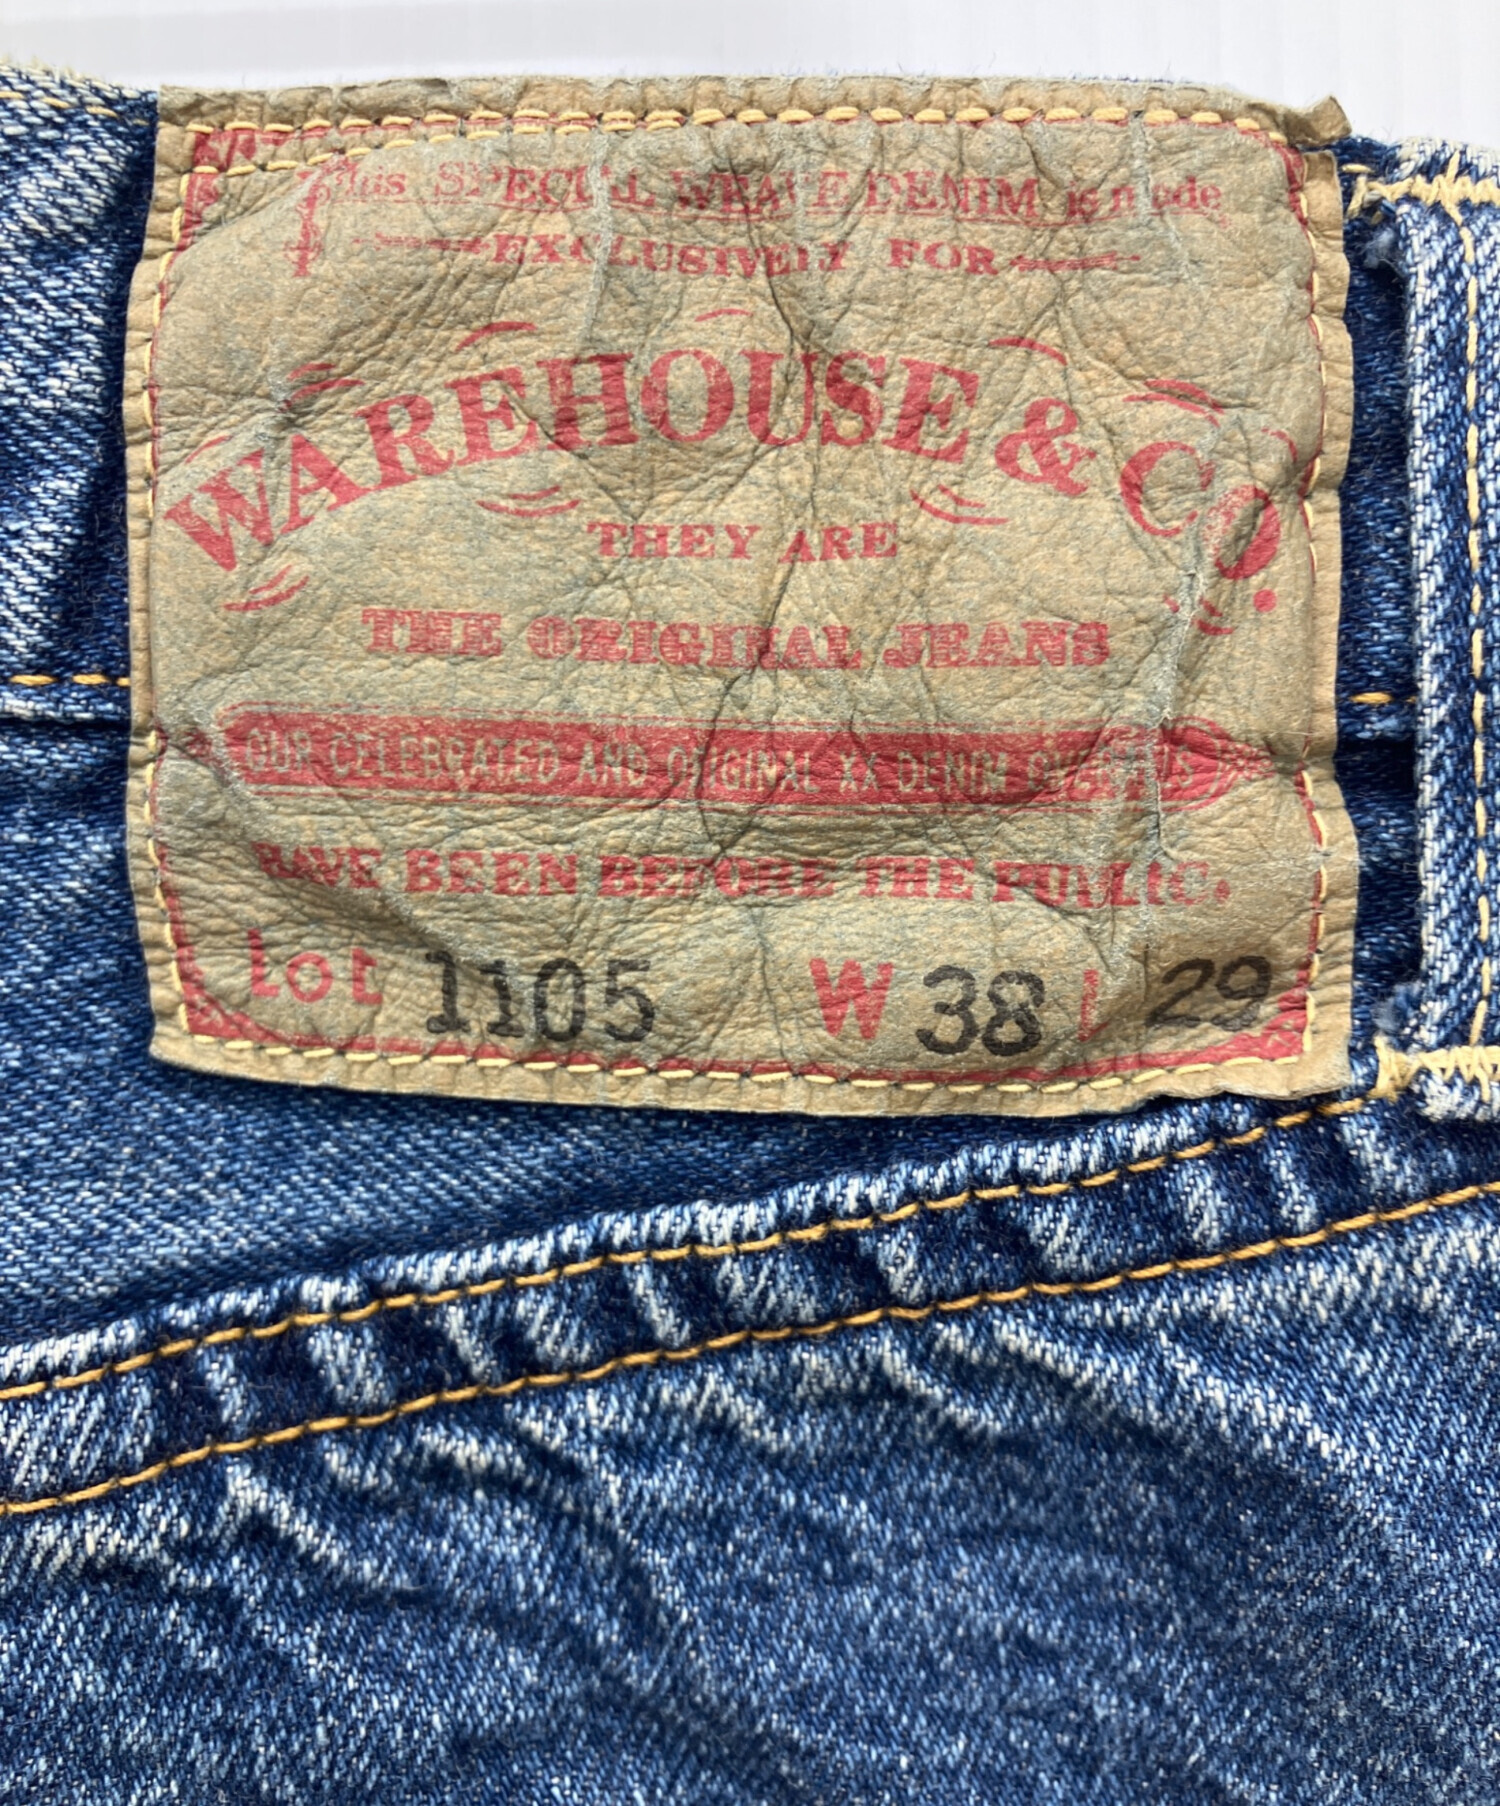 This SPECIAL WEAVE DENIM is made
EXCLUSIVELY FOR
WAREHOUSE & CO.
THEY ARE
THE ORIGINAL JEANS
OUR CELEBRATED AND ORIGINAL XX DENIM OVERALLS
HAVE BEEN BEFORE THE PUBLIC.
Lot 1105 W 38 L 29